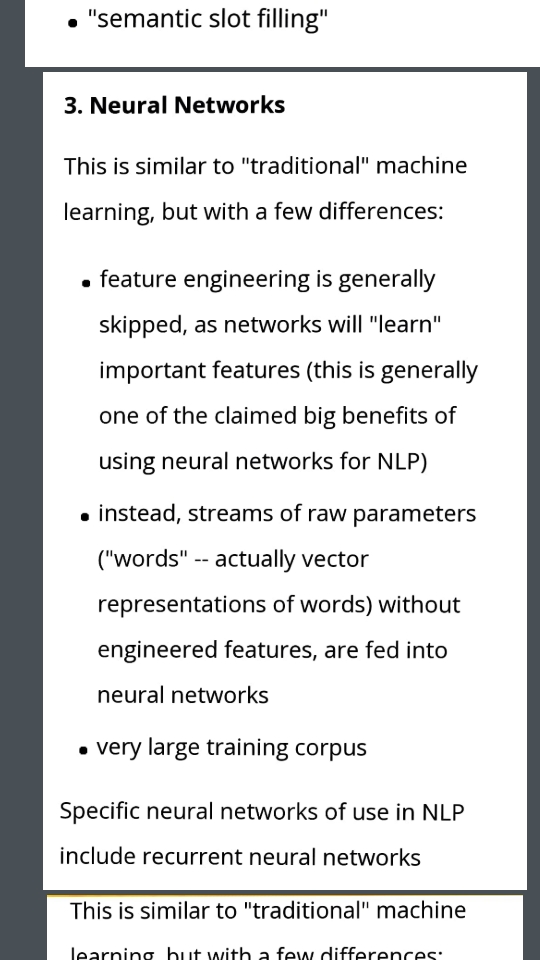 • "semantic slot filling"
3. Neural Networks
This is similar to "traditional" machine
learning, but with a few differences:
• feature engineering is generally
skipped, as networks will "learn"
important features (this is generally
one of the claimed big benefits of
using neural networks for NLP)
• instead, streams of raw parameters
("words" -- actually vector
representations of words) without
engineered features, are fed into
neural networks
• very large training corpus
Specific neural networks of use in NLP
include recurrent neural networks
This is similar to "traditional" machine
learning, but with a few differences: